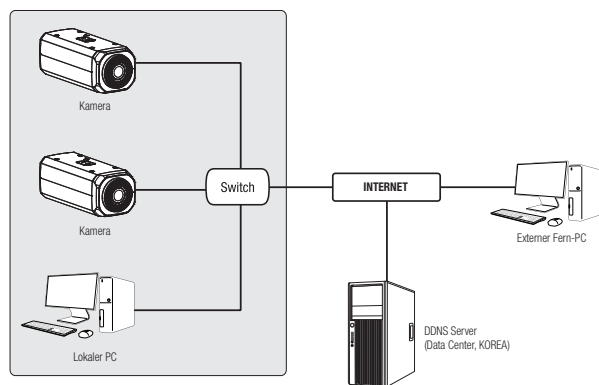 Kamera
Kamera
Switch
INTERNET
Externer Fern-PC
Lokaler PC
DDNS Server
(Data Center, KOREA)